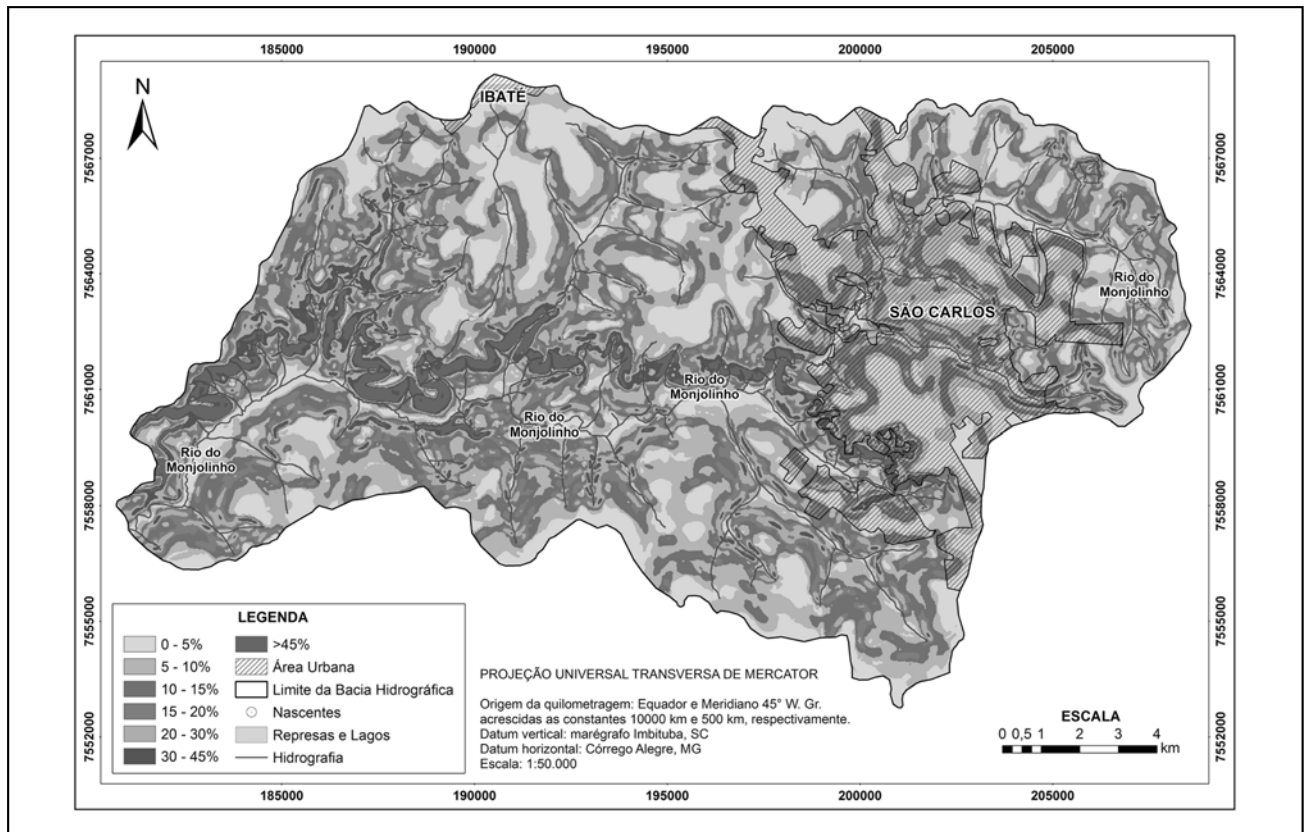 185000
190000
195000
200000
205000
N
IBATÉ
7567000
7567000
7564000
7564000
Rio do
Monjolinho
SÃO CARLOS
7561000
7561000
Rio do
Monjolinho
Rio do
Monjolinho
Rio do
Monjolinho
7558000
7558000
7555000
7555000
7552000
7552000
LEGENDA
0 - 5%
5 - 10%
10 - 15%
15 - 20%
20 - 30%
30 - 45%
>45%
Área Urbana
Limite da Bacia Hidrográfica
Nascentes
Represas e Lagos
Hidrografia
PROJEÇÃO UNIVERSAL TRANSVERSA DE MERCATOR
Origem da quilometragem: Equador e Meridiano 45° W. Gr.
acrescidas as constantes 10000 km e 500 km, respectivamente.
Datum vertical: marégrafo Imbituba, SC
Datum horizontal: Córrego Alegre, MG
Escala: 1:50.000
ESCALA
0 0,5 1 2 3 4
km
185000
190000
195000
200000
205000